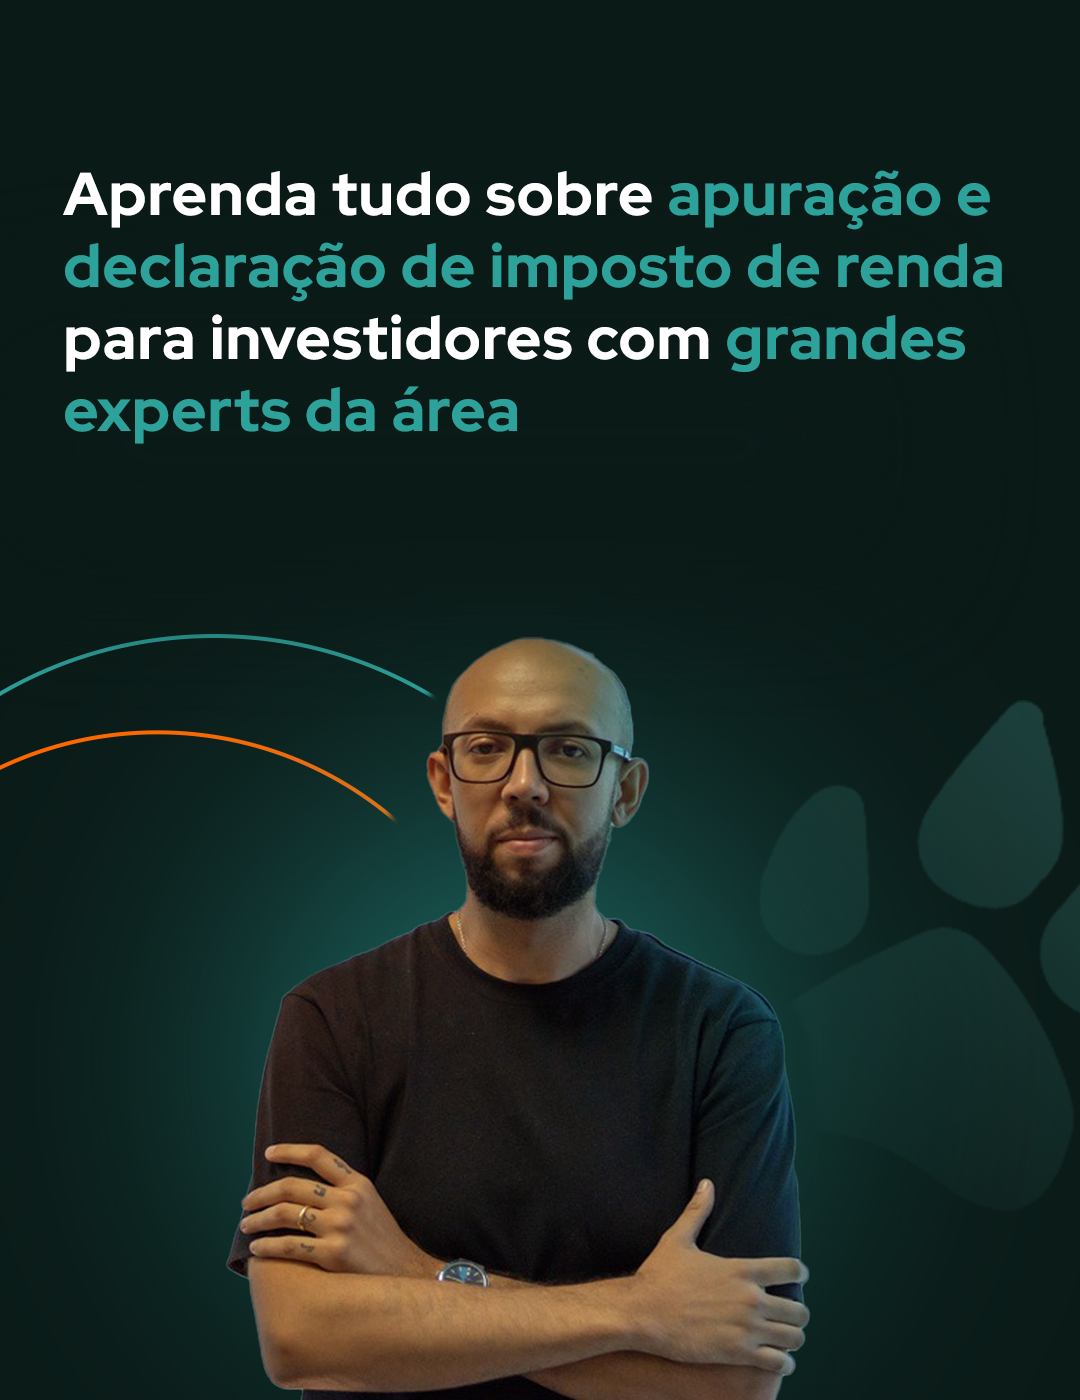 Aprenda tudo sobre apuração e
declaração de imposto de renda
para investidores com grandes
experts da área